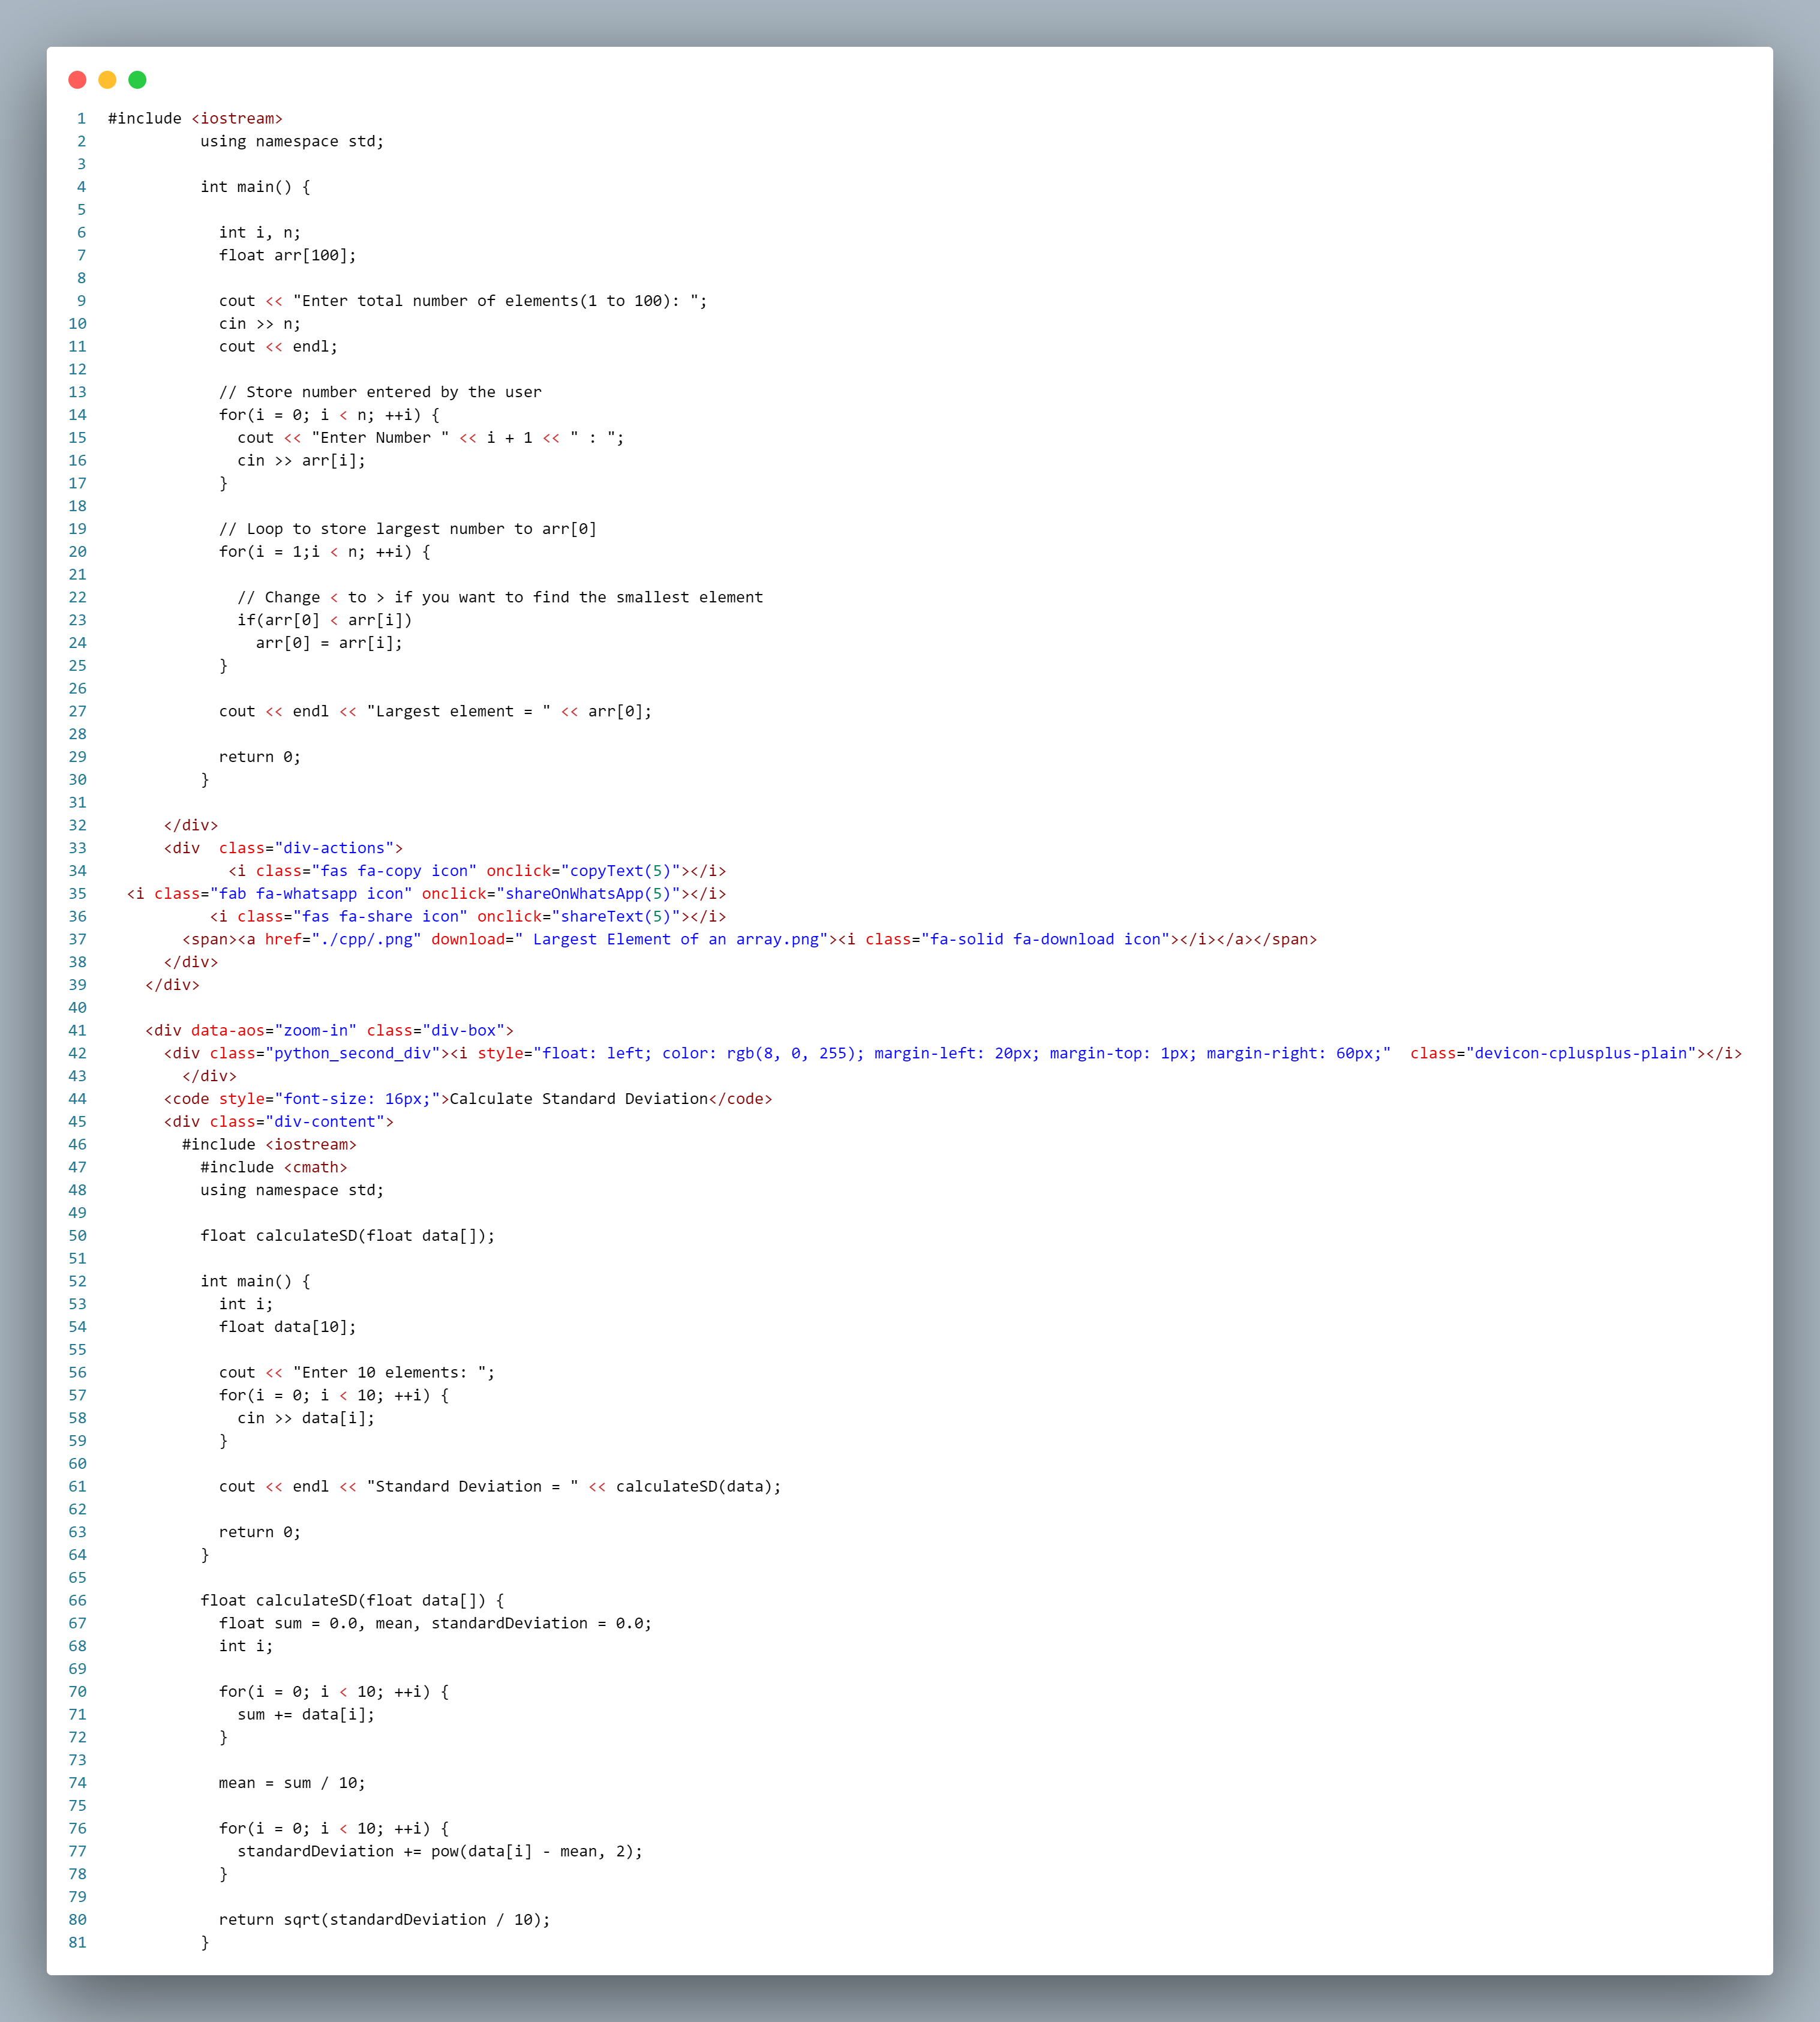 1 #include <iostream>
2 using namespace std;
3
4 int main() {
5
6 int i, n;
7 float arr[100];
8
9 cout << "Enter total number of elements(1 to 100): ";
10 cin >> n;
11 cout << endl;
12
13 // Store number entered by the user
14 for(i = 0; i < n; ++i) {
15 cout << "Enter Number " << i + 1 << " : ";
16 cin >> arr[i];
17 }
18
19 // Loop to store largest number to arr[0]
20 for(i = 1;i < n; ++i) {
21
22 // Change < to > if you want to find the smallest element
23 if(arr[0] < arr[i])
24 arr[0] = arr[i];
25 }
26
27 cout << endl << "Largest element = " << arr[0];
28
29 return 0;
30 }
31
32 </div>
33 <div  class="div-actions">
34 <i class="fas fa-copy icon" onclick="copyText(5)"></i>
35 <i class="fab fa-whatsapp icon" onclick="shareOnWhatsApp(5)"></i>
36 <i class="fas fa-share icon" onclick="shareText(5)"></i>
37 <span><a href="./cpp/.png" download=" Largest Element of an array.png"><i class="fa-solid fa-download icon"></i></a></span>
38 </div>
39 </div>
40
41 <div data-aos="zoom-in" class="div-box">
42 <div class="python_second_div"><i style="float: left; color: rgb(8, 0, 255); margin-left: 20px; margin-top: 1px; margin-right: 60px;"  class="devicon-cplusplus-plain"></i>
43 </div>
44 <code style="font-size: 16px;">Calculate Standard Deviation</code>
45 <div class="div-content">
46 #include <iostream>
47 #include <cmath>
48 using namespace std;
49
50 float calculateSD(float data[]);
51
52 int main() {
53 int i;
54 float data[10];
55
56 cout << "Enter 10 elements: ";
57 for(i = 0; i < 10; ++i) {
58 cin >> data[i];
59 }
60
61 cout << endl << "Standard Deviation = " << calculateSD(data);
62
63 return 0;
64 }
65
66 float calculateSD(float data[]) {
67 float sum = 0.0, mean, standardDeviation = 0.0;
68 int i;
69
70 for(i = 0; i < 10; ++i) {
71 sum += data[i];
72 }
73
74 mean = sum / 10;
75
76 for(i = 0; i < 10; ++i) {
77 standardDeviation += pow(data[i] - mean, 2);
78 }
79
80 return sqrt(standardDeviation / 10);
81 }